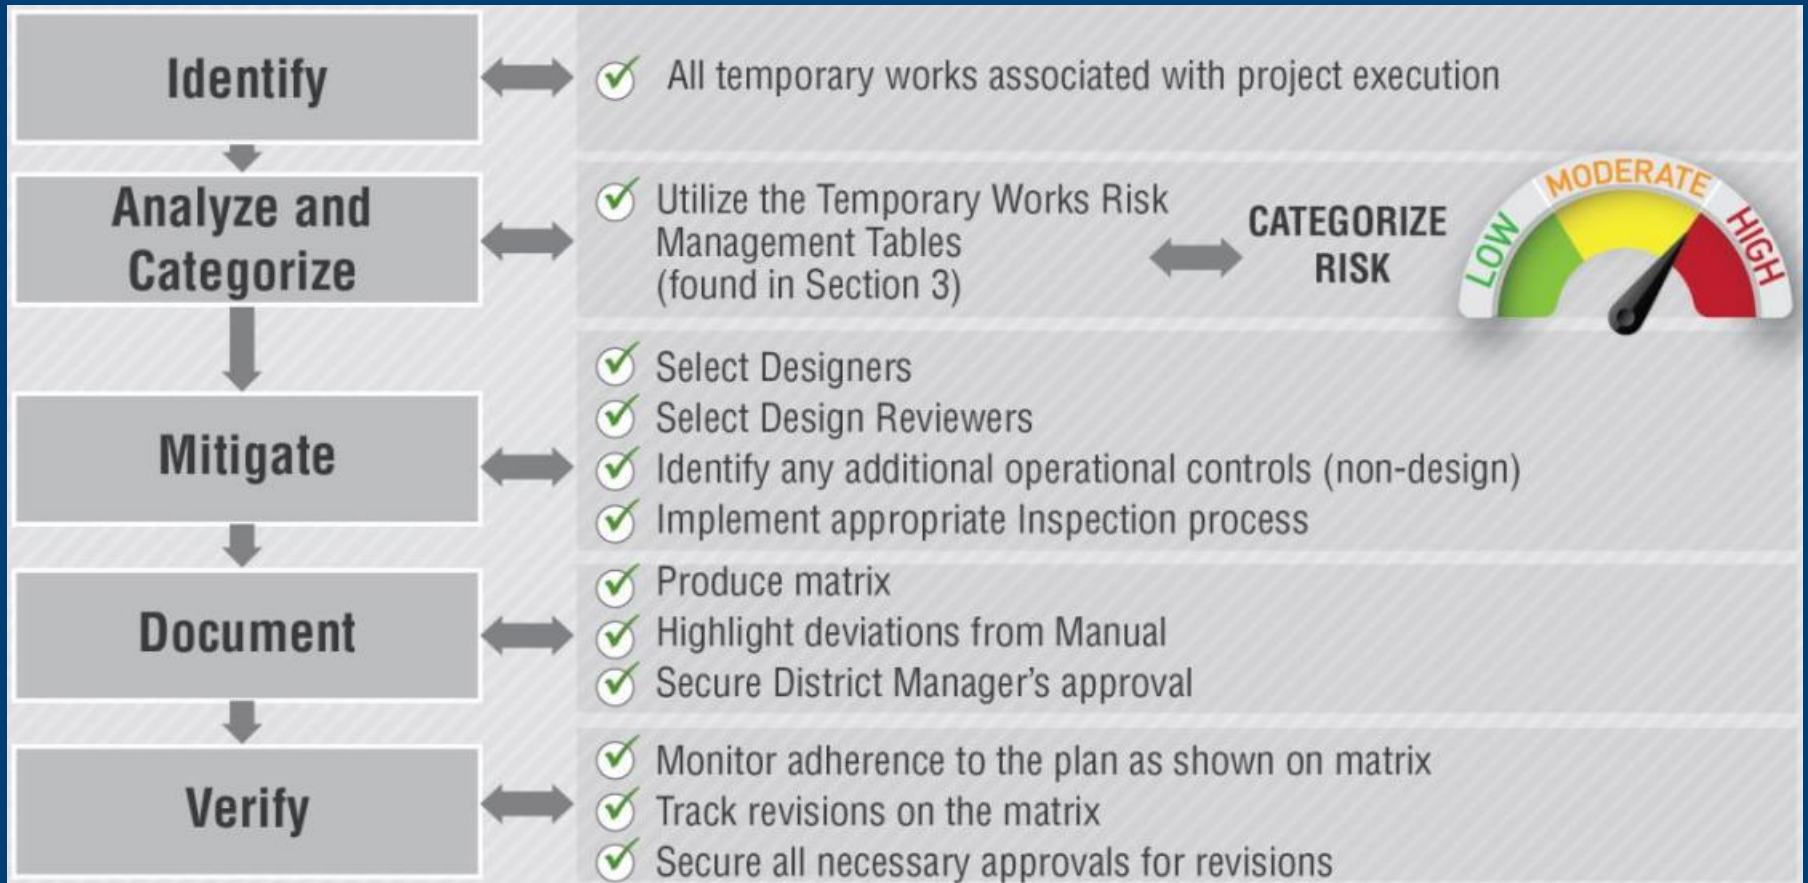 Identify
All temporary works associated with project execution
Analyze and
Categorize
Utilize the Temporary Works Risk
Management Tables
(found in Section 3)
CATEGORIZE
RISK
LOW
MODERATE
HIGH
Mitigate
Select Designers
Select Design Reviewers
Identify any additional operational controls (non-design)
Implement appropriate Inspection process
Document
Produce matrix
Highlight deviations from Manual
Secure District Manager’s approval
Verify
Monitor adherence to the plan as shown on matrix
Track revisions on the matrix
Secure all necessary approvals for revisions